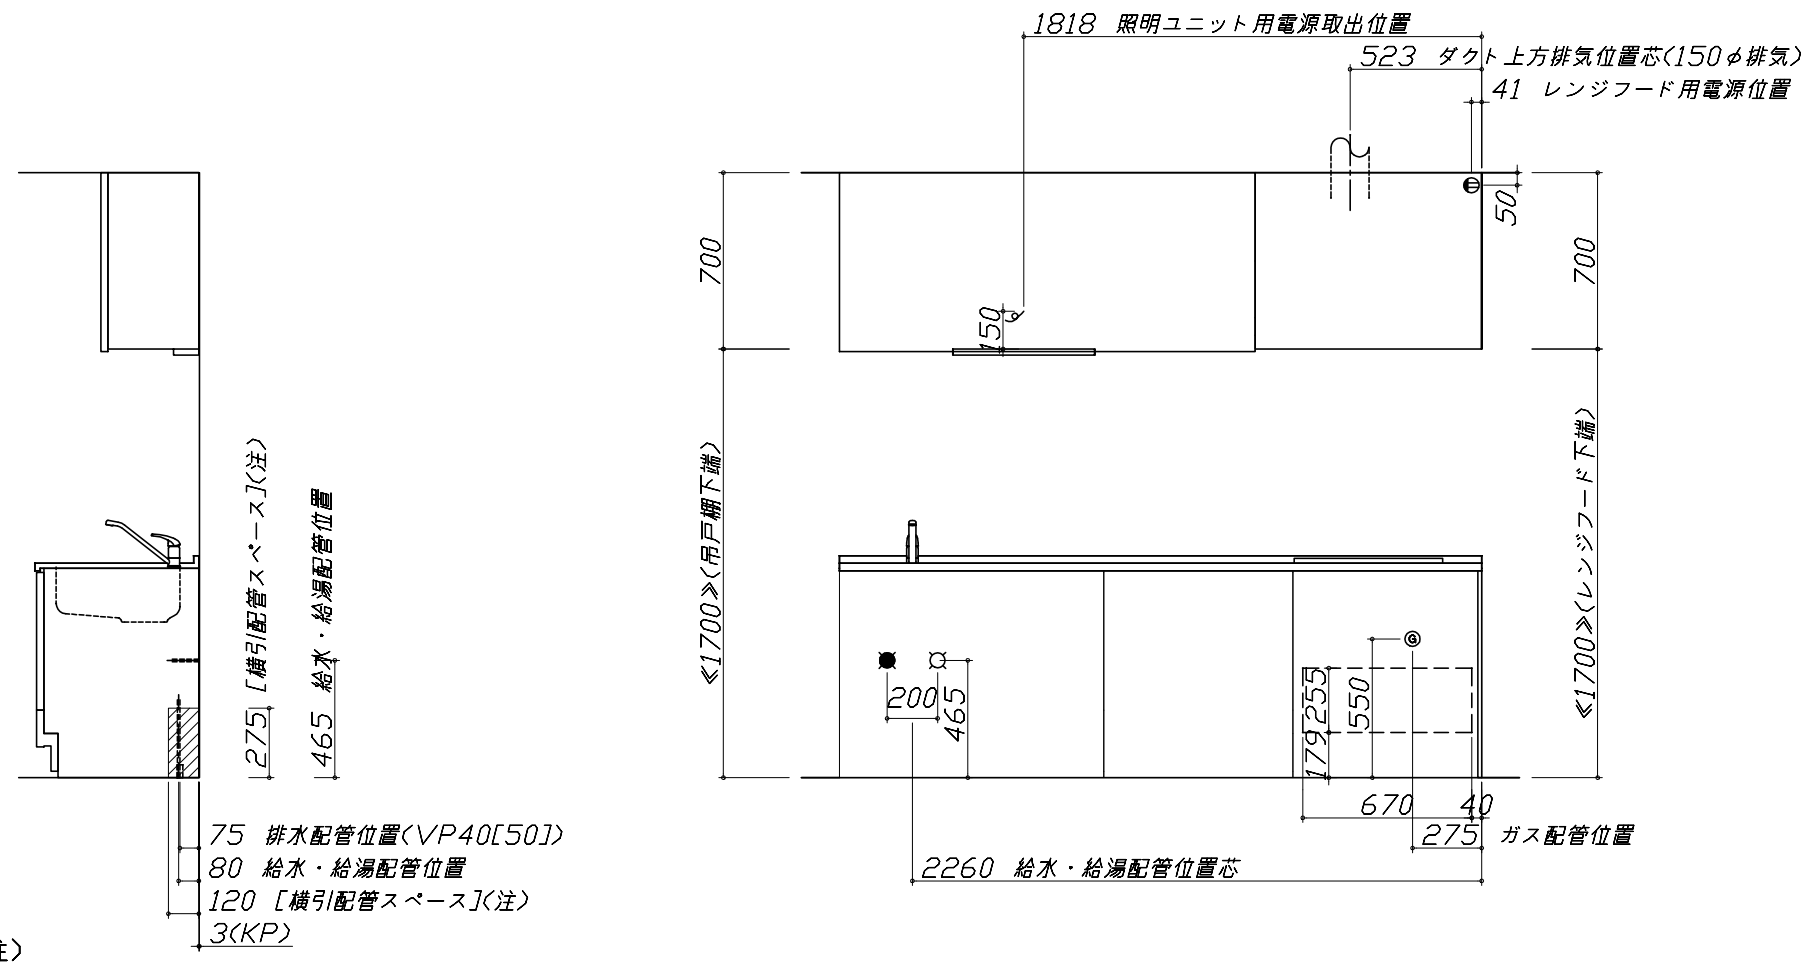 1818 照明ユニット用電源取出位置
523 ダクト上方排気位置芯(150φ排気)
41 レンジフード用電源位置
50
700
700
150
≪1700≫(吊戸棚下端)
≪1700≫(レンジフード下端)
275 [横引配管スペース](注)
465 給水・給湯配管位置
G
200
465
255
179
550
670
40
75 排水配管位置(VP40[50])
275 ガス配管位置
80 給水・給湯配管位置
2260 給水・給湯配管位置芯
120 [横引配管スペース](注)
3(KP)
注)